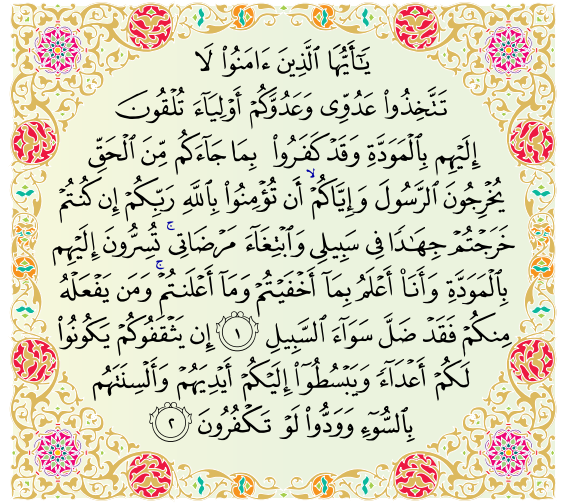 يَٰٓأَيُّهَا ٱلَّذِينَ ءَامَنُوا۟ لَا
تَتَّخِذُوا۟ عَدُوِّى وَعَدُوَّكُمْ أَوْلِيَآءَ تُلْقُونَ
إِلَيْهِم بِٱلْمَوَدَّةِ وَقَدْ كَفَرُوا۟ بِمَا جَآءَكُم مِّنَ ٱلْحَقِّ
يُخْرِجُونَ ٱلرَّسُولَ وَإِيَّاكُمْ ۙ أَن تُؤْمِنُوا۟ بِٱللَّهِ رَبِّكُمْ إِن كُنتُمْ
خَرَجْتُمْ جِهَٰدًا فِى سَبِيلِى وَٱبْتِغَآءَ مَرْضَاتِى ۚ تُسِرُّونَ إِلَيْهِم
بِٱلْمَوَدَّةِ وَأَنَا۠ أَعْلَمُ بِمَآ أَخْفَيْتُمْ وَمَآ أَعْلَنتُمْ ۚ وَمَن يَفْعَلْهُ
مِنكُمْ فَقَدْ ضَلَّ سَوَآءَ ٱلسَّبِيلِ ١ إِن يَثْقَفُوكُمْ يَكُونُوا۟
لَكُمْ أَعْدَآءً وَيَبْسُطُوٓا۟ إِلَيْكُمْ أَيْدِيَهُمْ وَأَلْسِنَتَهُم
بِٱلسُّوٓءِ وَوَدُّوا۟ لَوْ تَكْفُرُونَ ٢